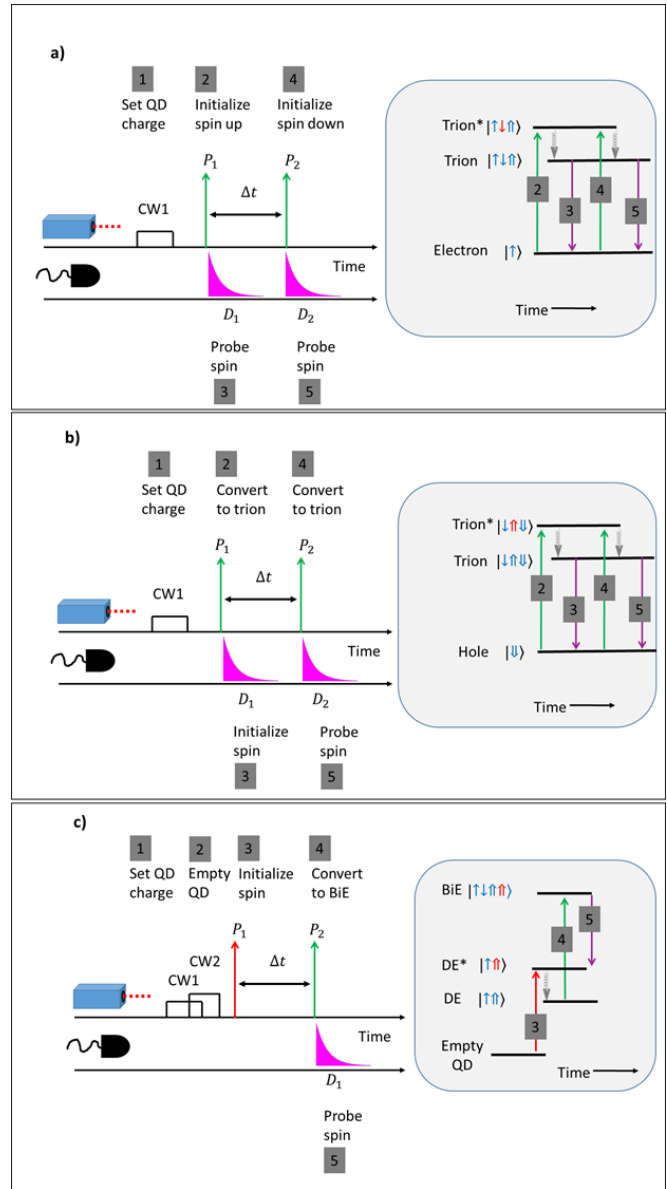 a)
1 2 4
Set QD Initialize Initialize
charge spin up spin down
P₁ P₂
Δt
CW1
Time
D₁ D₂
Probe Probe
spin spin
3 5
Trion* |↑↓⇑⟩
Trion |↑↓⇑⟩
2 3 4 5
Electron |↑⟩
Time
b)
1 2 4
Set QD Convert Convert
charge to trion to trion
P₁ P₂
Δt
CW1
Time
D₁ D₂
Initialize Probe
spin spin
3 5
Trion* |↓⇑⇓⟩
Trion |↓⇑⇓⟩
2 3 4 5
Hole |⇓⟩
Time
c)
1 2 3 4
Set QD Empty Initialize Convert
charge QD spin to BiE
P₁ P₂
Δt
CW2
CW1
Time
D₁
Probe
spin
5
BiE |↑↓⇑⇑⟩
5
4
DE* |↑⇑⟩
DE |↑⇑⟩
3
Empty
QD
Time